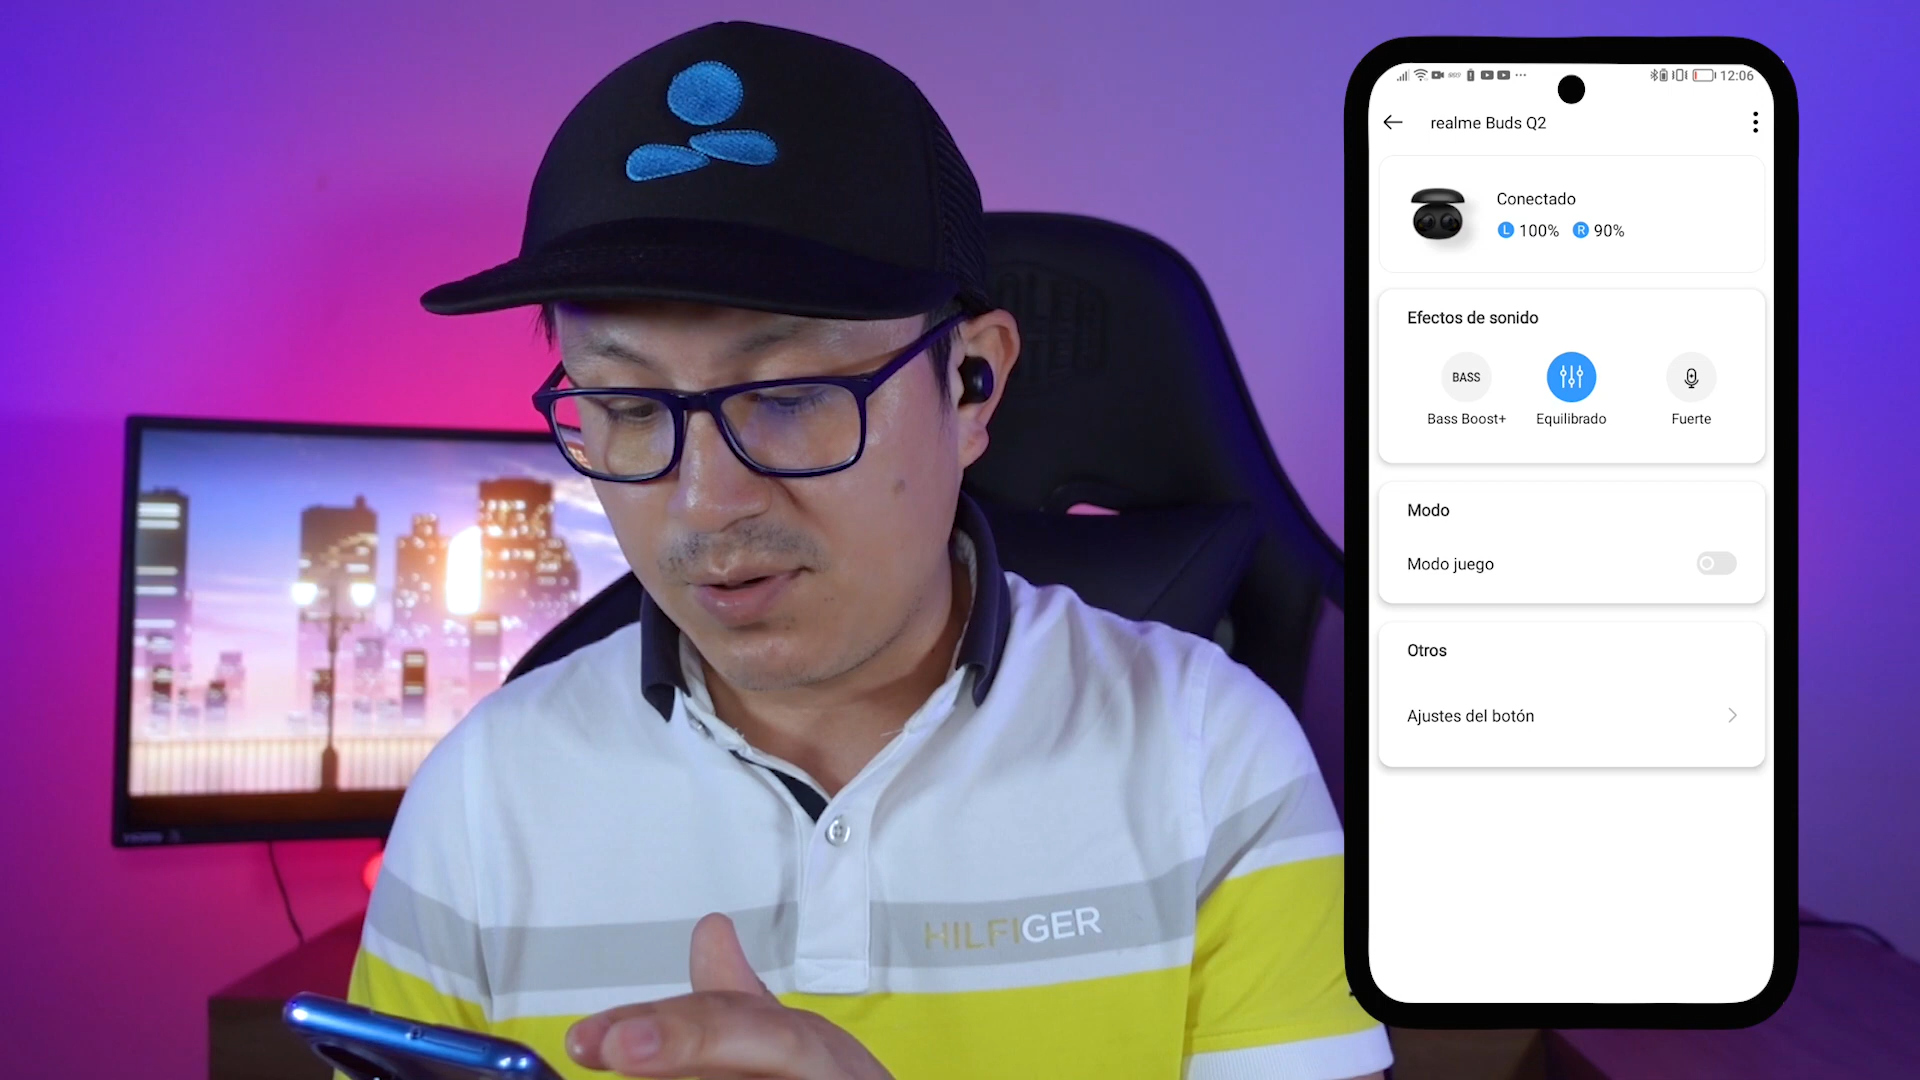 HILFIGER
12:06
realme Buds Q2
Conectado
L 100% R 90%
Efectos de sonido
BASS
Bass Boost+ Equilibrado Fuerte
Modo
Modo juego
Otros
Ajustes del botón